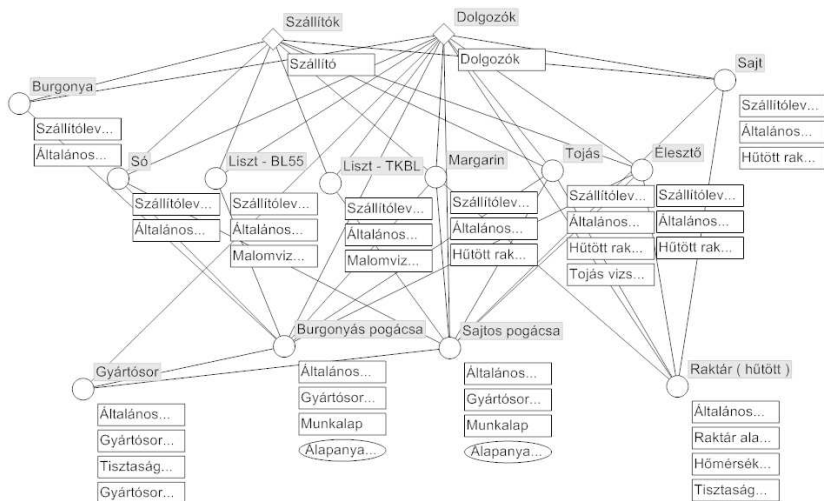 Szállítók
Dolgozók
Szállító
Dolgozók
Burgonya
Szállítólev...
Általános...
Sajt
Szállítólev...
Általános...
Hűtött rak...
Só
Szállítólev...
Általános...
Liszt - BL55
Szállítólev...
Általános...
Malomviz...
Liszt - TKBL
Szállítólev...
Általános...
Malomviz...
Margarin
Szállítólev...
Általános...
Hűtött rak...
Tojás
Szállítólev...
Általános...
Hűtött rak...
Tojás vizs...
Élesztő
Szállítólev...
Általános...
Hűtött rak...
Gyártósor
Általános...
Gyártósor...
Tisztaság...
Gyártósor...
Burgonyás pogácsa
Általános...
Gyártósor...
Munkalap
Alapanya...
Sajtos pogácsa
Általános...
Gyártósor...
Munkalap
Alapanya...
Raktár ( hűtött )
Általános...
Raktár ala...
Hőmérsék...
Tisztaság...